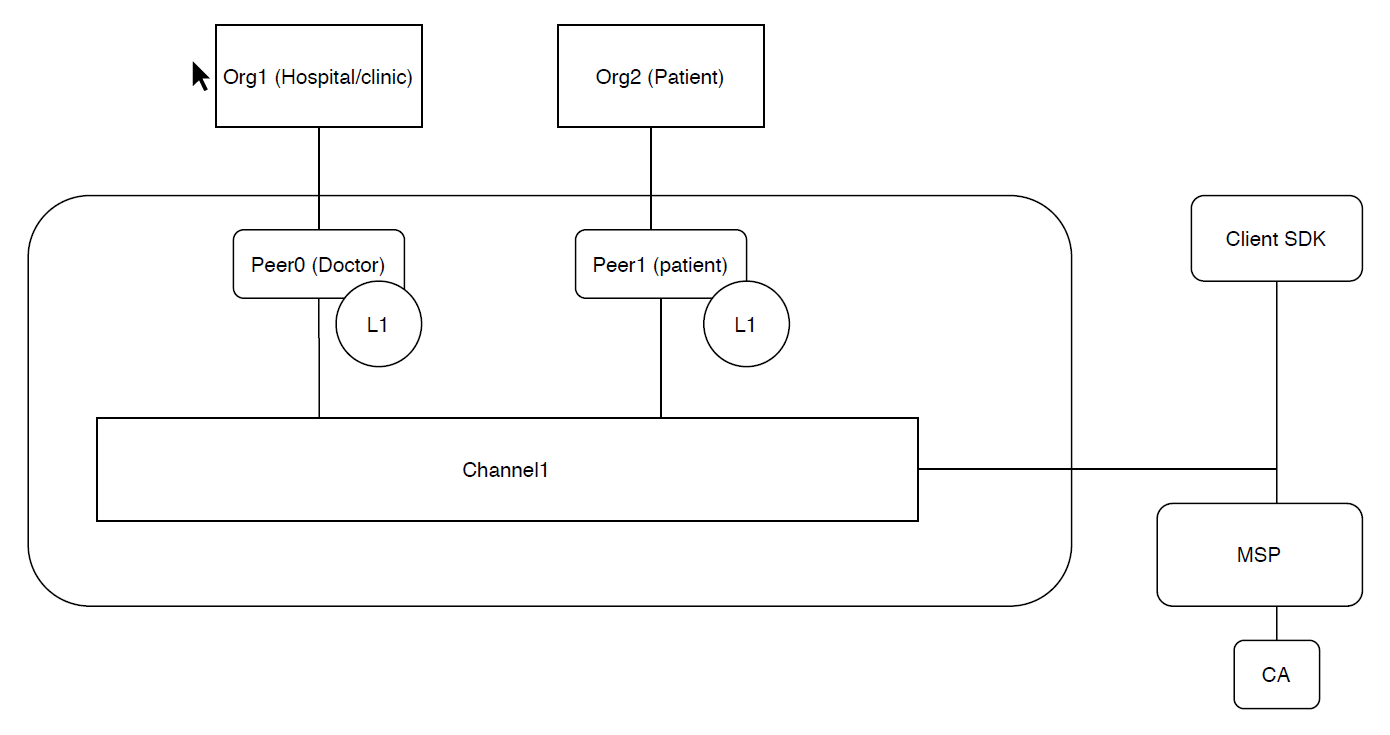 Org1 (Hospital/clinic)
Org2 (Patient)
Client SDK
Peer0 (Doctor)
Peer1 (patient)
L1
L1
Channel1
MSP
CA